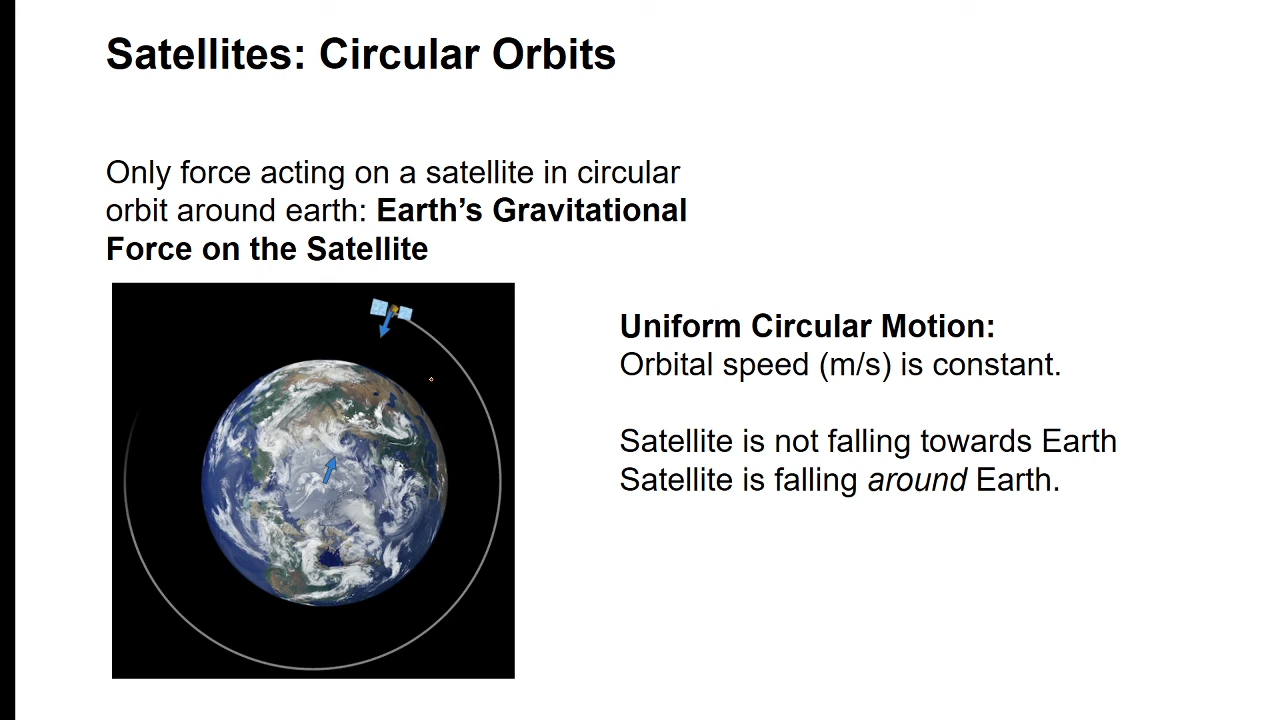 Satellites: Circular Orbits
Only force acting on a satellite in circular
orbit around earth: Earth’s Gravitational
Force on the Satellite
Uniform Circular Motion:
Orbital speed (m/s) is constant.
Satellite is not falling towards Earth
Satellite is falling around Earth.